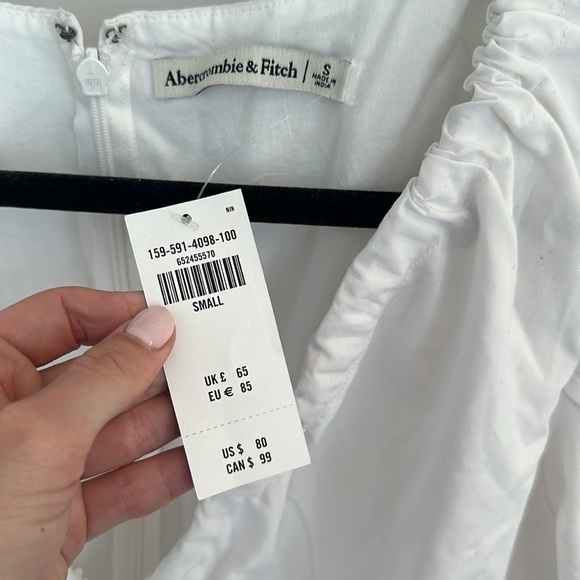 Abercrombie & Fitch
S
MADE IN
INDIA
NIN
159-591-4098-100
652455570
SMALL
UK £ 65
EU € 85
US $ 80
CAN $ 99